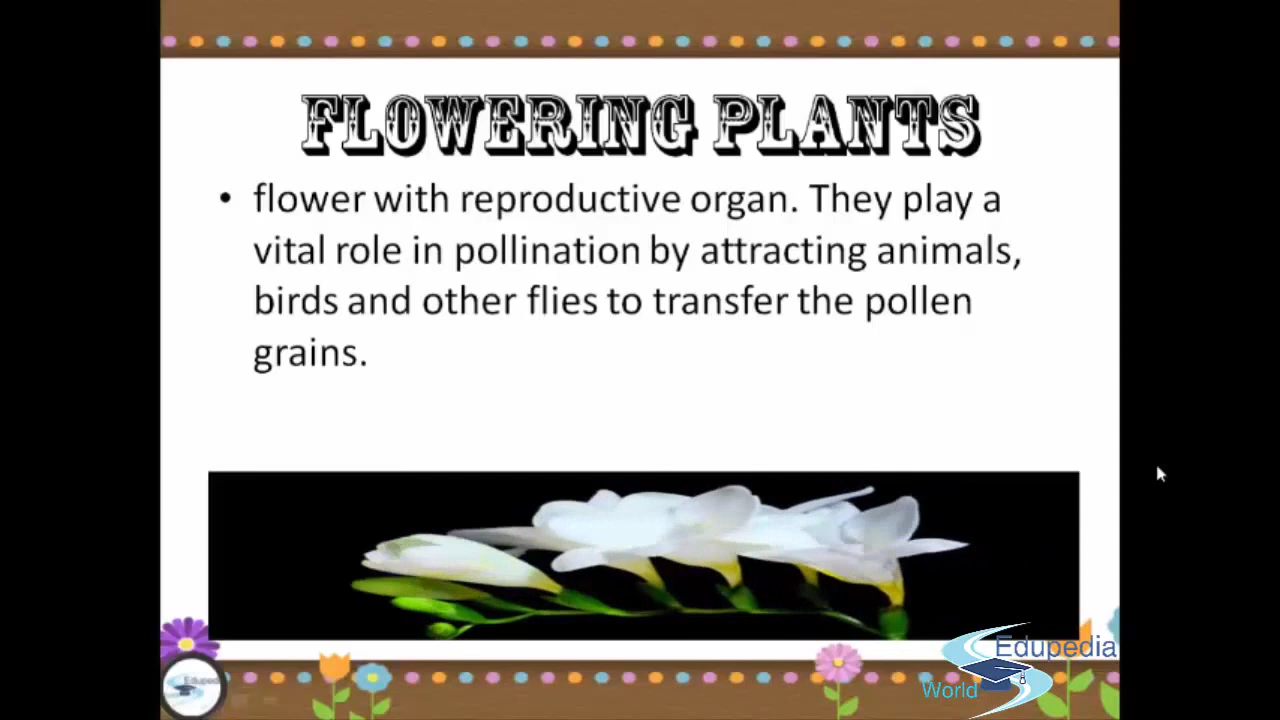 FLOWERING PLANTS
• flower with reproductive organ. They play a
vital role in pollination by attracting animals,
birds and other flies to transfer the pollen
grains.
Edupedia
World